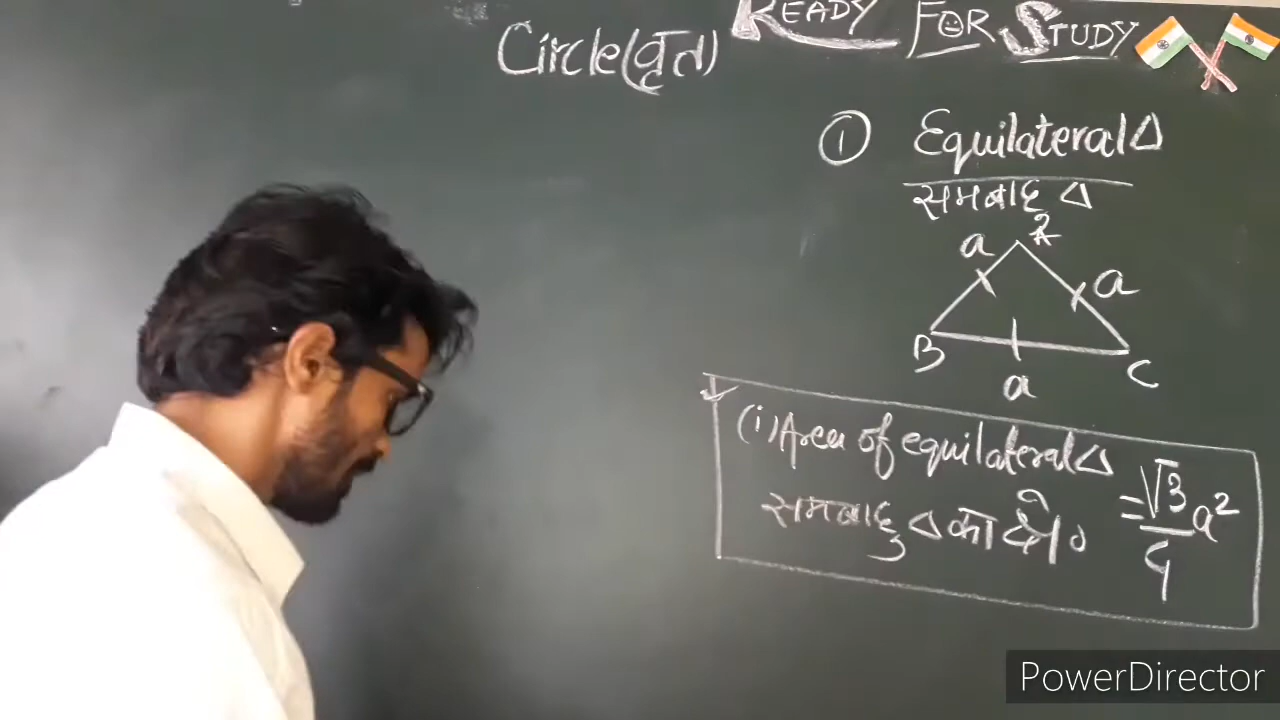 READY FOR STUDY
Circle(वृत)
① Equilateral Δ
समबाहु Δ
a
a
B
C
a
(i) Area of equilateral Δ
समबाहु Δ का क्षे० = √3/4 a²
PowerDirector